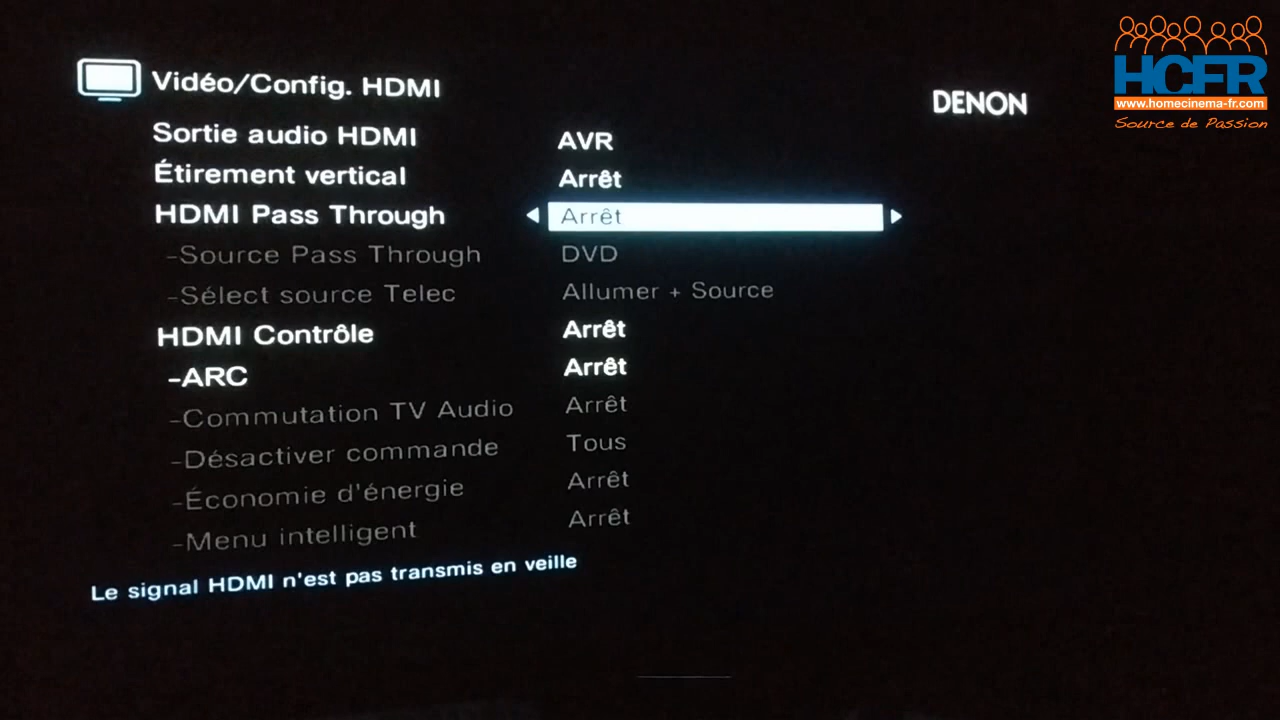 Vidéo/Config. HDMI
DENON
HCFR
www.homecinema-fr.com
Source de Passion
Sortie audio HDMI AVR
Étirement vertical Arrêt
HDMI Pass Through Arrêt
-Source Pass Through DVD
-Sélect source Telec Allumer + Source
HDMI Contrôle Arrêt
-ARC Arrêt
-Commutation TV Audio Arrêt
-Désactiver commande Tous
-Économie d'énergie Arrêt
-Menu intelligent Arrêt
Le signal HDMI n'est pas transmis en veille